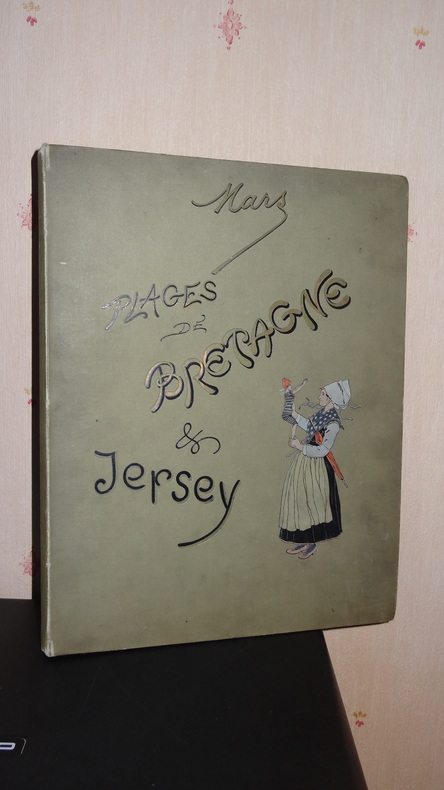 Mars
PLAGES
DE
BRETAGNE
&
Jersey